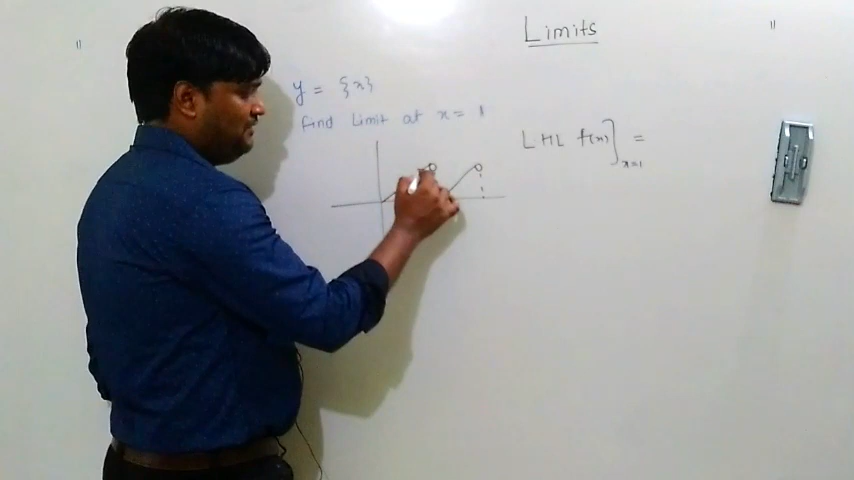 Limits
y = {x}
find Limit at x = 1
LHL f(x)]x=1 =